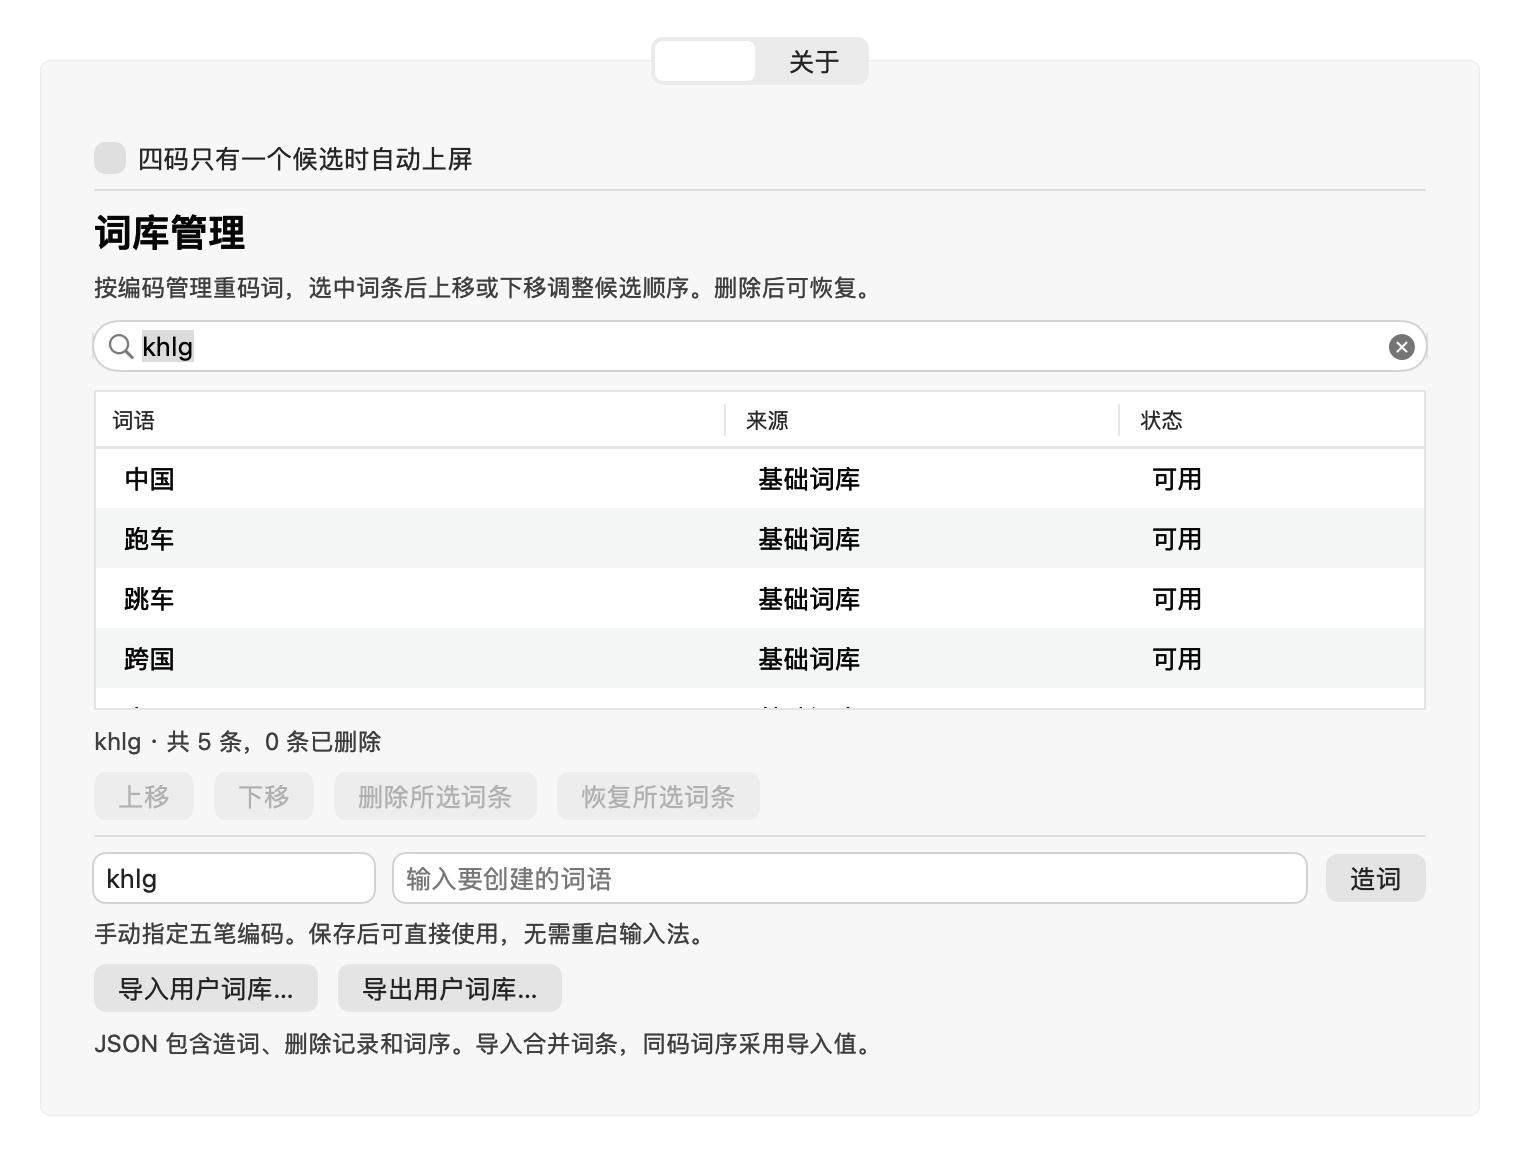 关于
四码只有一个候选时自动上屏
词库管理
按编码管理重码词，选中词条后上移或下移调整候选顺序。删除后可恢复。
khlg
词语 来源 状态
中国 基础词库 可用
跑车 基础词库 可用
跳车 基础词库 可用
跨国 基础词库 可用
khlg · 共 5 条，0 条已删除
上移 下移 删除所选词条 恢复所选词条
khlg 输入要创建的词语 造词
手动指定五笔编码。保存后可直接使用，无需重启输入法。
导入用户词库... 导出用户词库...
JSON 包含造词、删除记录和词序。导入合并词条，同码词序采用导入值。